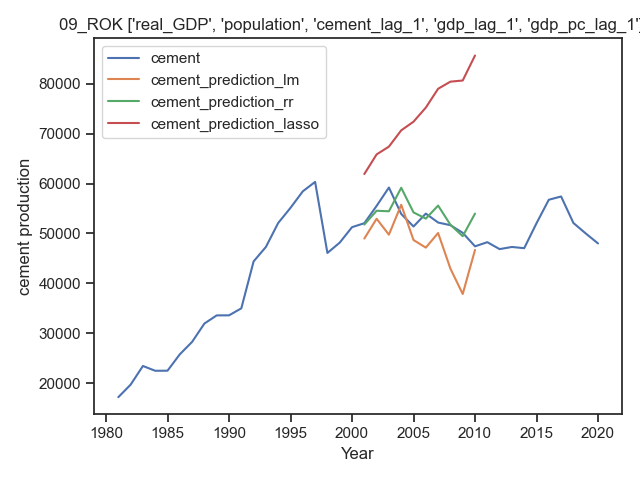 09_ROK ['real_GDP', 'population', 'cement_lag_1', 'gdp_lag_1', 'gdp_pc_lag_1']
cement
cement_prediction_lm
cement_prediction_rr
cement_prediction_lasso
80000
70000
60000
50000
40000
30000
20000
cement production
1980 1985 1990 1995 2000 2005 2010 2015 2020
Year